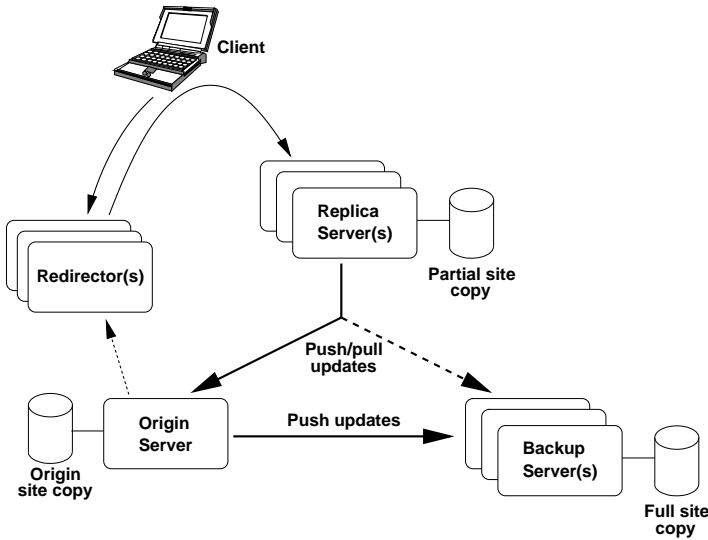 Client
Replica
Server(s)
Redirector(s)
Partial site
copy
Push/pull
updates
Origin
Server
Push updates
Backup
Server(s)
Origin
site copy
Full site
copy